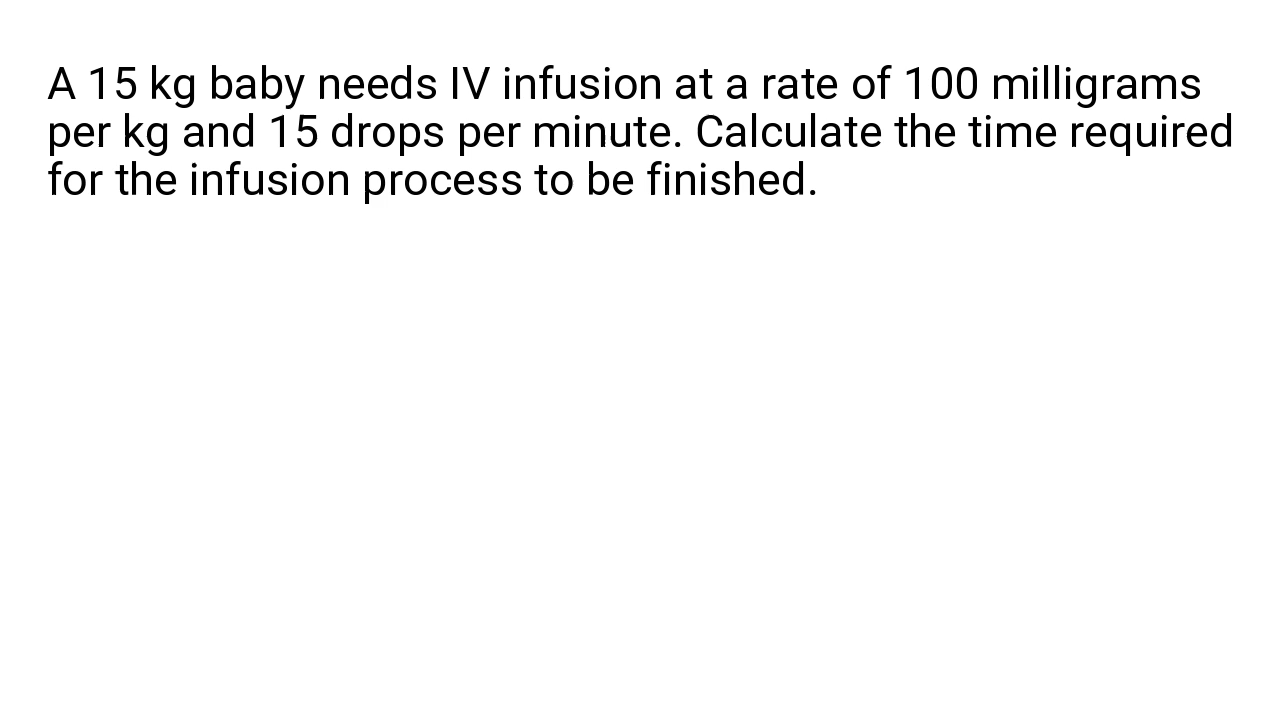 A 15 kg baby needs IV infusion at a rate of 100 milligrams
per kg and 15 drops per minute. Calculate the time required
for the infusion process to be finished.